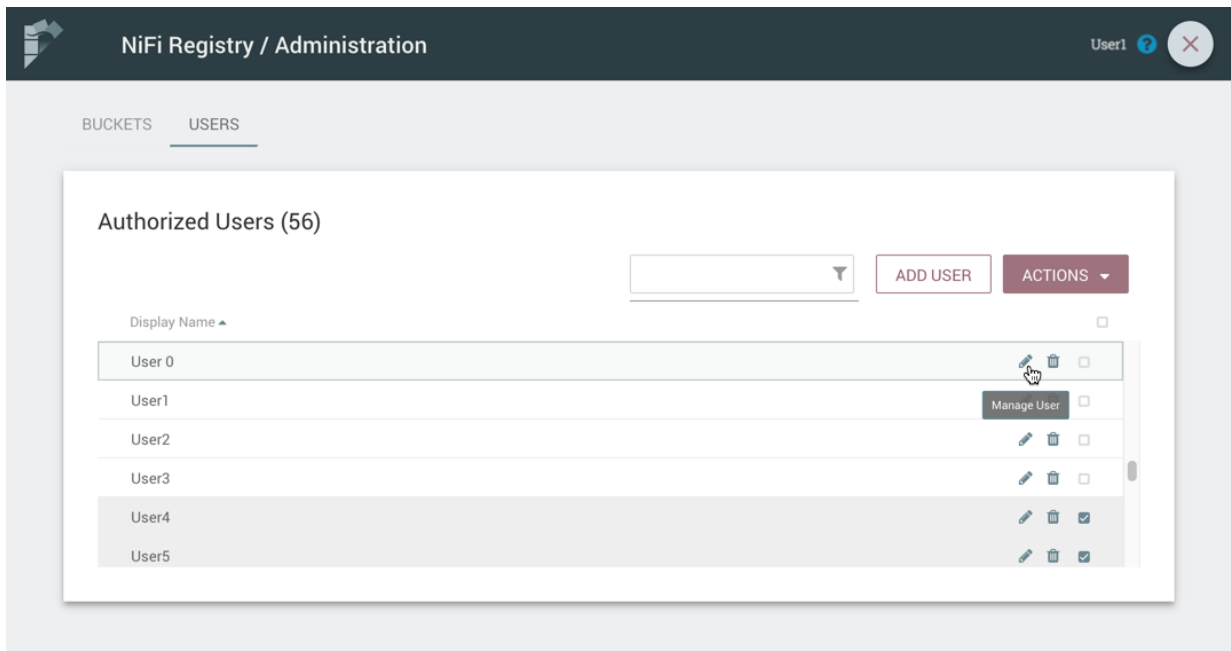 NiFi Registry / Administration
User1 ?
BUCKETS USERS
Authorized Users (56)
ADD USER ACTIONS
Display Name
User 0
User1
Manage User
User2
User3
User4
User5